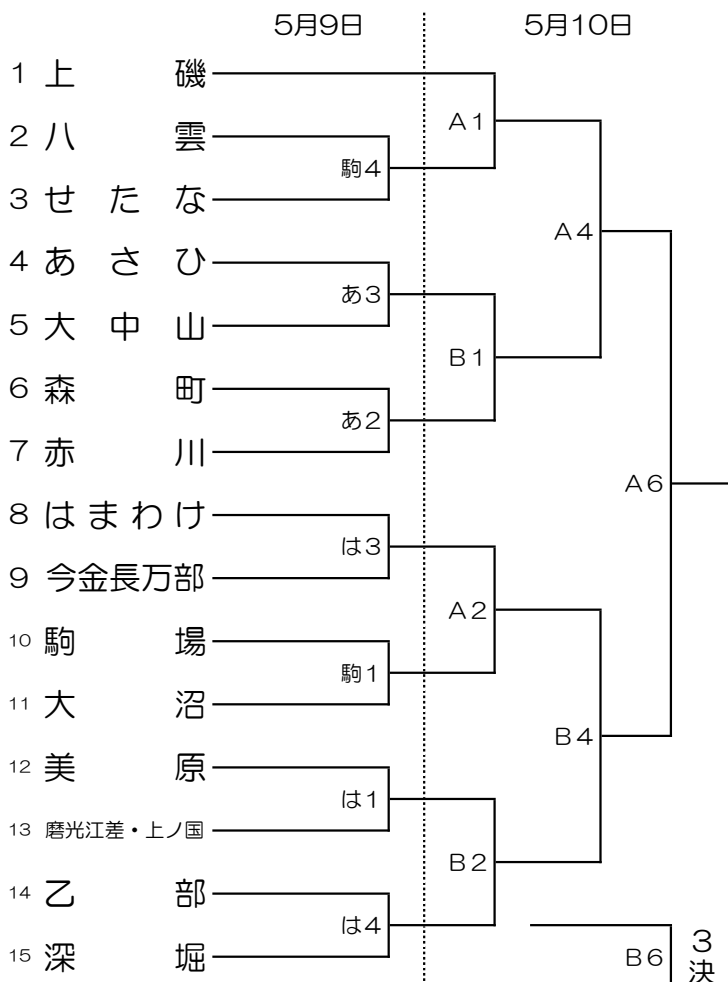 5月9日 5月10日
1 上磯
A1
2 八雲
駒4
3 せたな
A4
4 あさひ
あ3
5 大中山
B1
6 森町
あ2
7 赤川
A6
8 はまわけ
は3
9 今金長万部
A2
10 駒場
駒1
11 大沼
B4
12 美原
は1
13 磨光江差・上ノ国
B2
14 乙部
は4
15 深堀
B6
3決